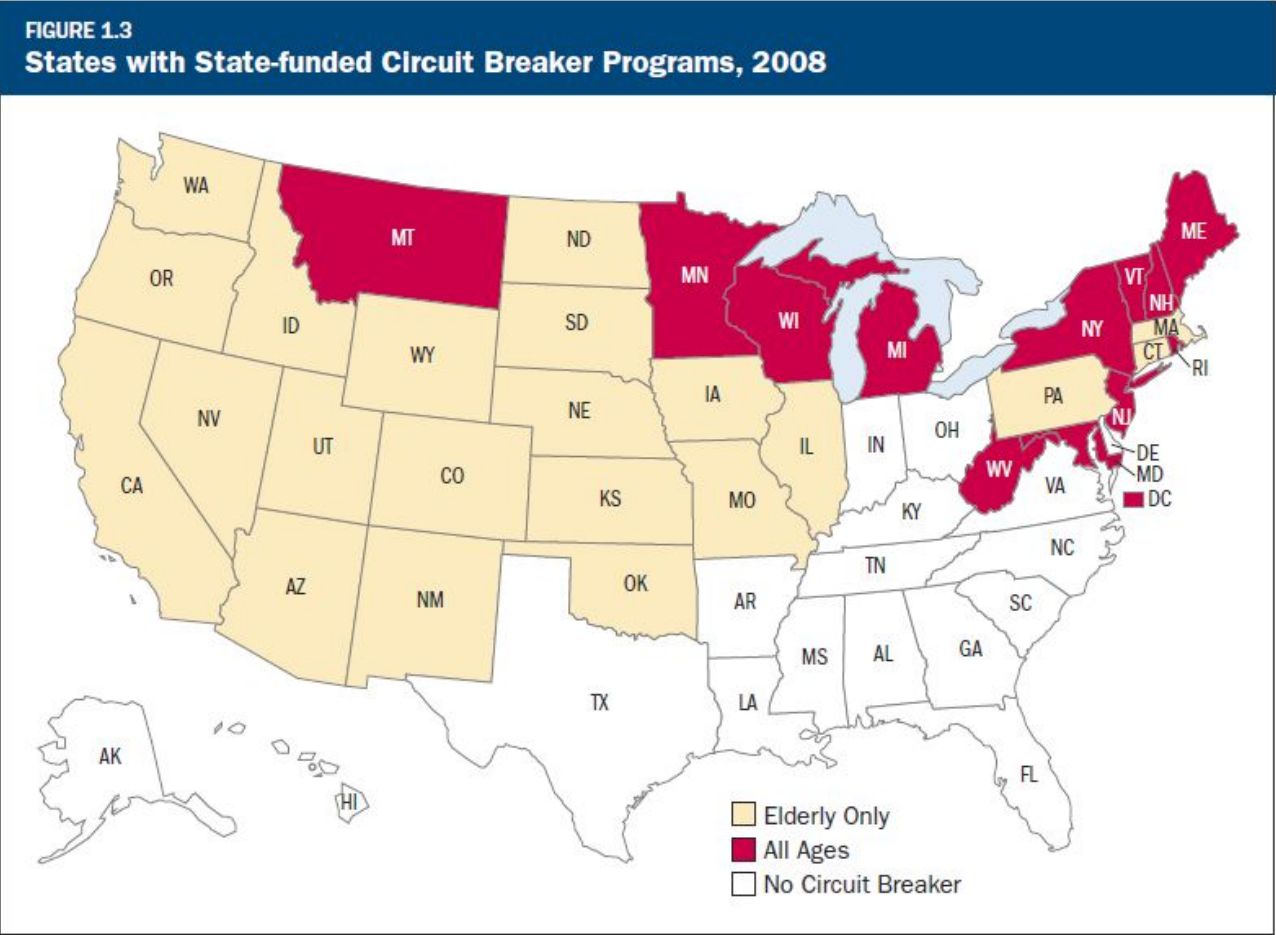 FIGURE 1.3
States with State-funded CIrcuit Breaker Programs, 2008
WA
MT
ND
MN
ME
VT
NH
OR
ID
SD
WI
MI
NY
MA
CT
RI
WY
IA
PA
NV
NE
NJ
UT
CO
IL
IN
OH
DE
MD
DC
CA
KS
MO
WV
VA
KY
NC
AZ
NM
OK
TN
AR
SC
MS
AL
GA
TX
LA
AK
HI
FL
Elderly Only
All Ages
No Circuit Breaker